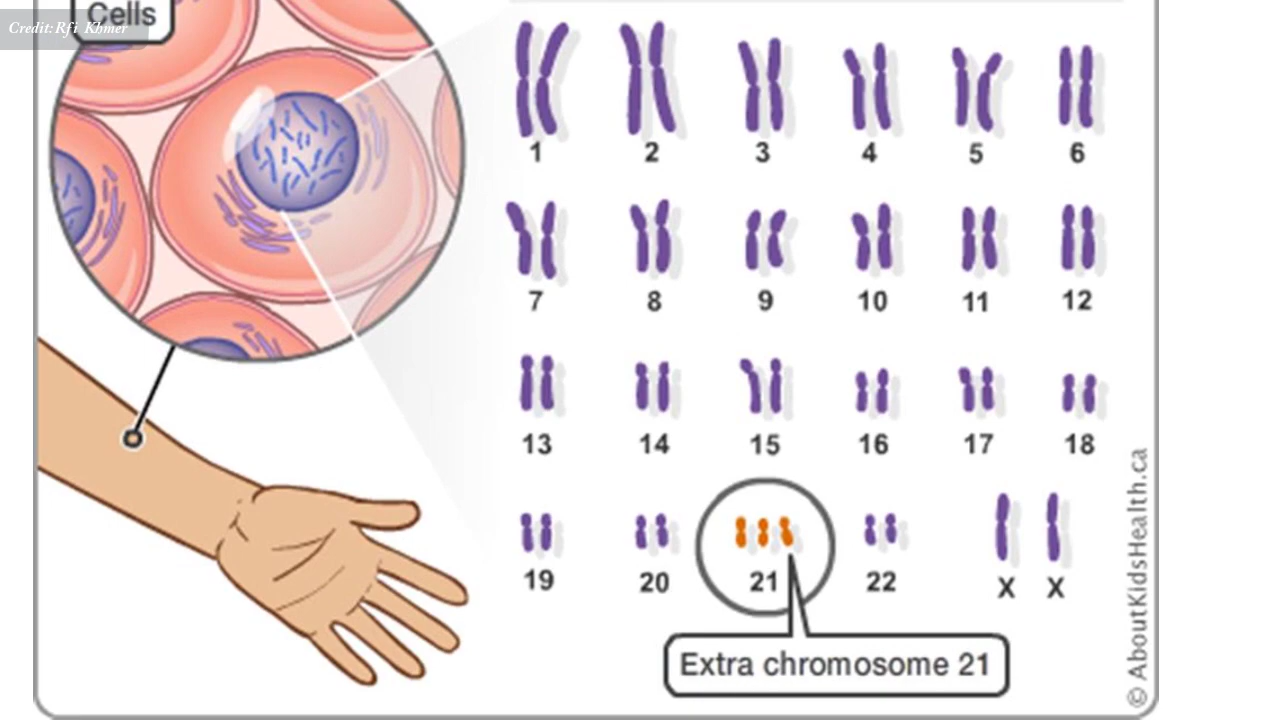 Cells
Credit:Rfi Khmer
1 2 3 4 5 6
7 8 9 10 11 12
13 14 15 16 17 18
19 20 21 22 X X
Extra chromosome 21
© AboutKidsHealth.ca